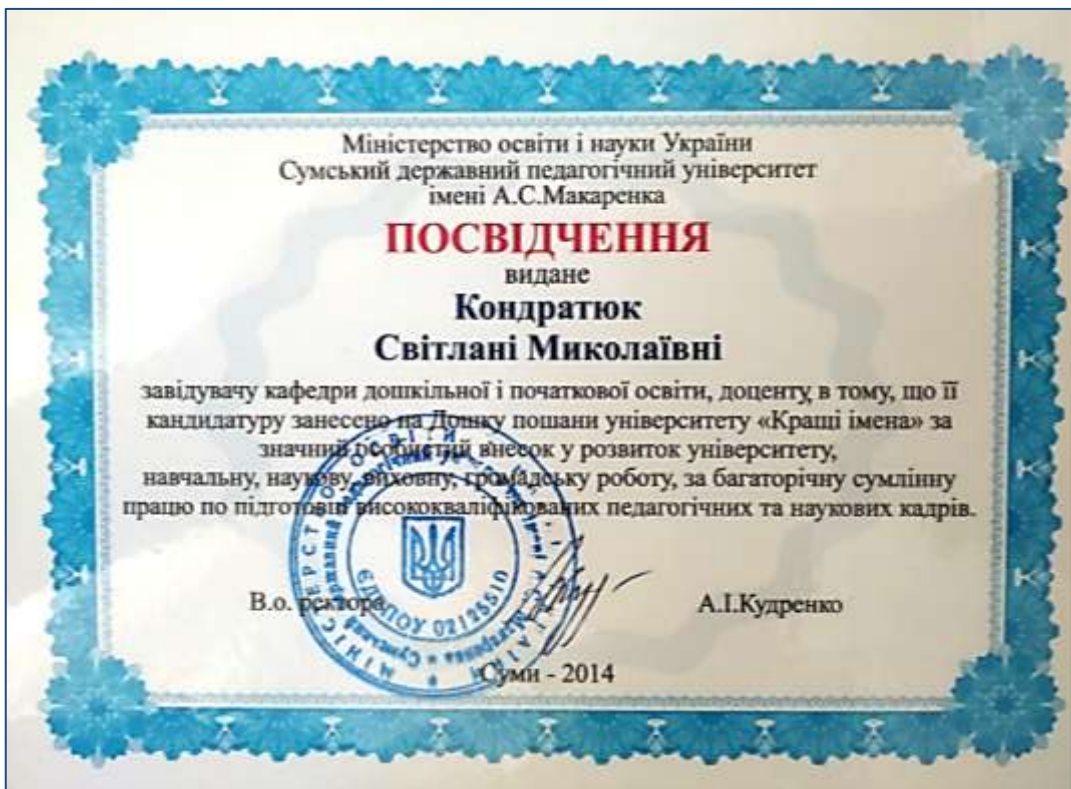 Міністерство освіти і науки України
Сумський державний педагогічний університет
імені А.С.Макаренка
ПОСВІДЧЕННЯ
видане
Кондратюк
Світлані Миколаївні
завідувачу кафедри дошкільної і початкової освіти, доценту, в тому, що її
кандидатуру занесено на Дошку пошани університету «Кращі імена» за
значний особистий внесок у розвиток університету,
навчальну, наукову, виховну, громадську роботу, за багаторічну сумлінну
працю по підготовці висококваліфікованих педагогічних та наукових кадрів.
В.о. ректора А.І.Кудренко
ЄДРПОУ 02125510
Суми - 2014